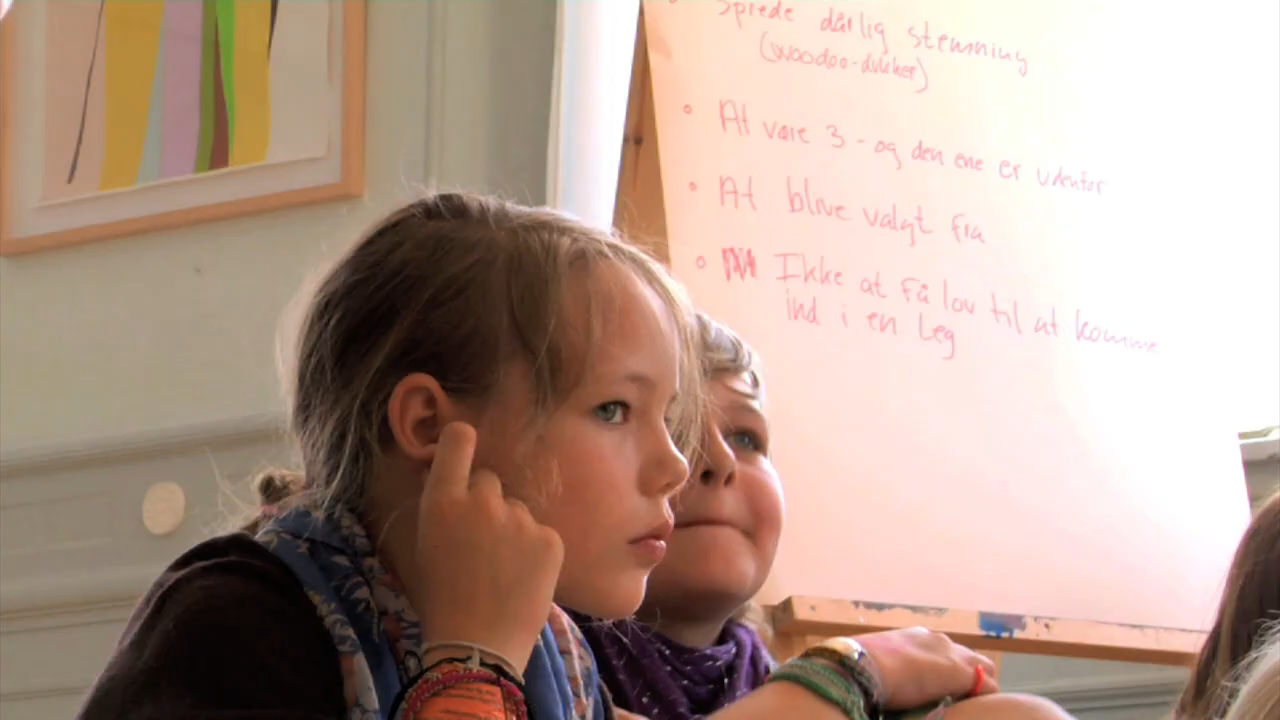 Sprede dårlig stemning
(woodoo-dukker)
At være 3 - og den ene er udenfor
At blive valgt fra
Ikke at få lov til at komme
ind i en leg